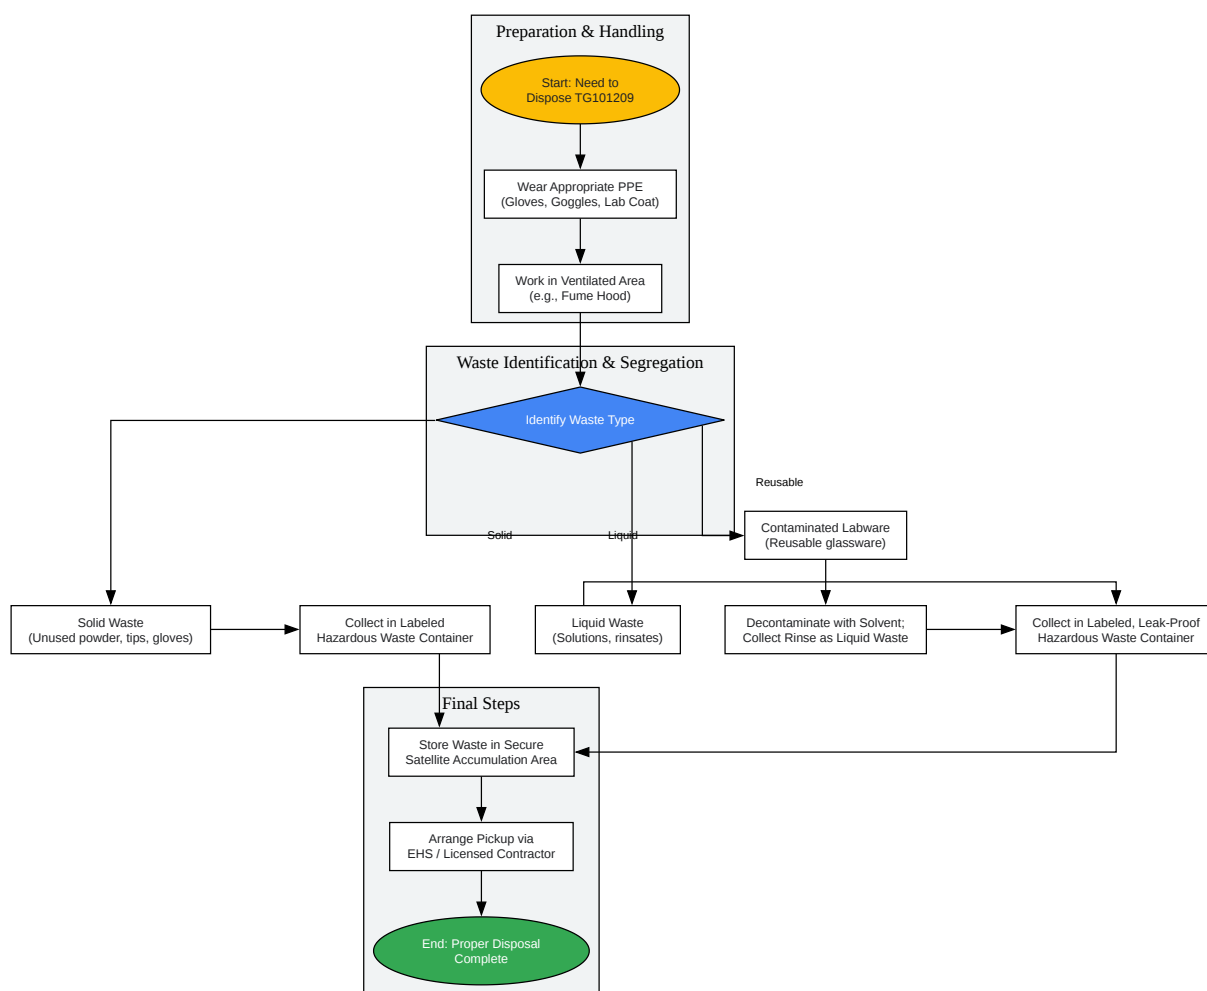 Preparation & Handling
Start: Need to
Dispose TG101209
Wear Appropriate PPE
(Gloves, Goggles, Lab Coat)
Work in Ventilated Area
(e.g., Fume Hood)
Waste Identification & Segregation
Identify Waste Type
Reusable
Solid
Liquid
Contaminated Labware
(Reusable glassware)
Solid Waste
(Unused powder, tips, gloves)
Collect in Labeled
Hazardous Waste Container
Liquid Waste
(Solutions, rinsates)
Decontaminate with Solvent;
Collect Rinse as Liquid Waste
Collect in Labeled, Leak-Proof
Hazardous Waste Container
Final Steps
Store Waste in Secure
Satellite Accumulation Area
Arrange Pickup via
EHS / Licensed Contractor
End: Proper Disposal
Complete